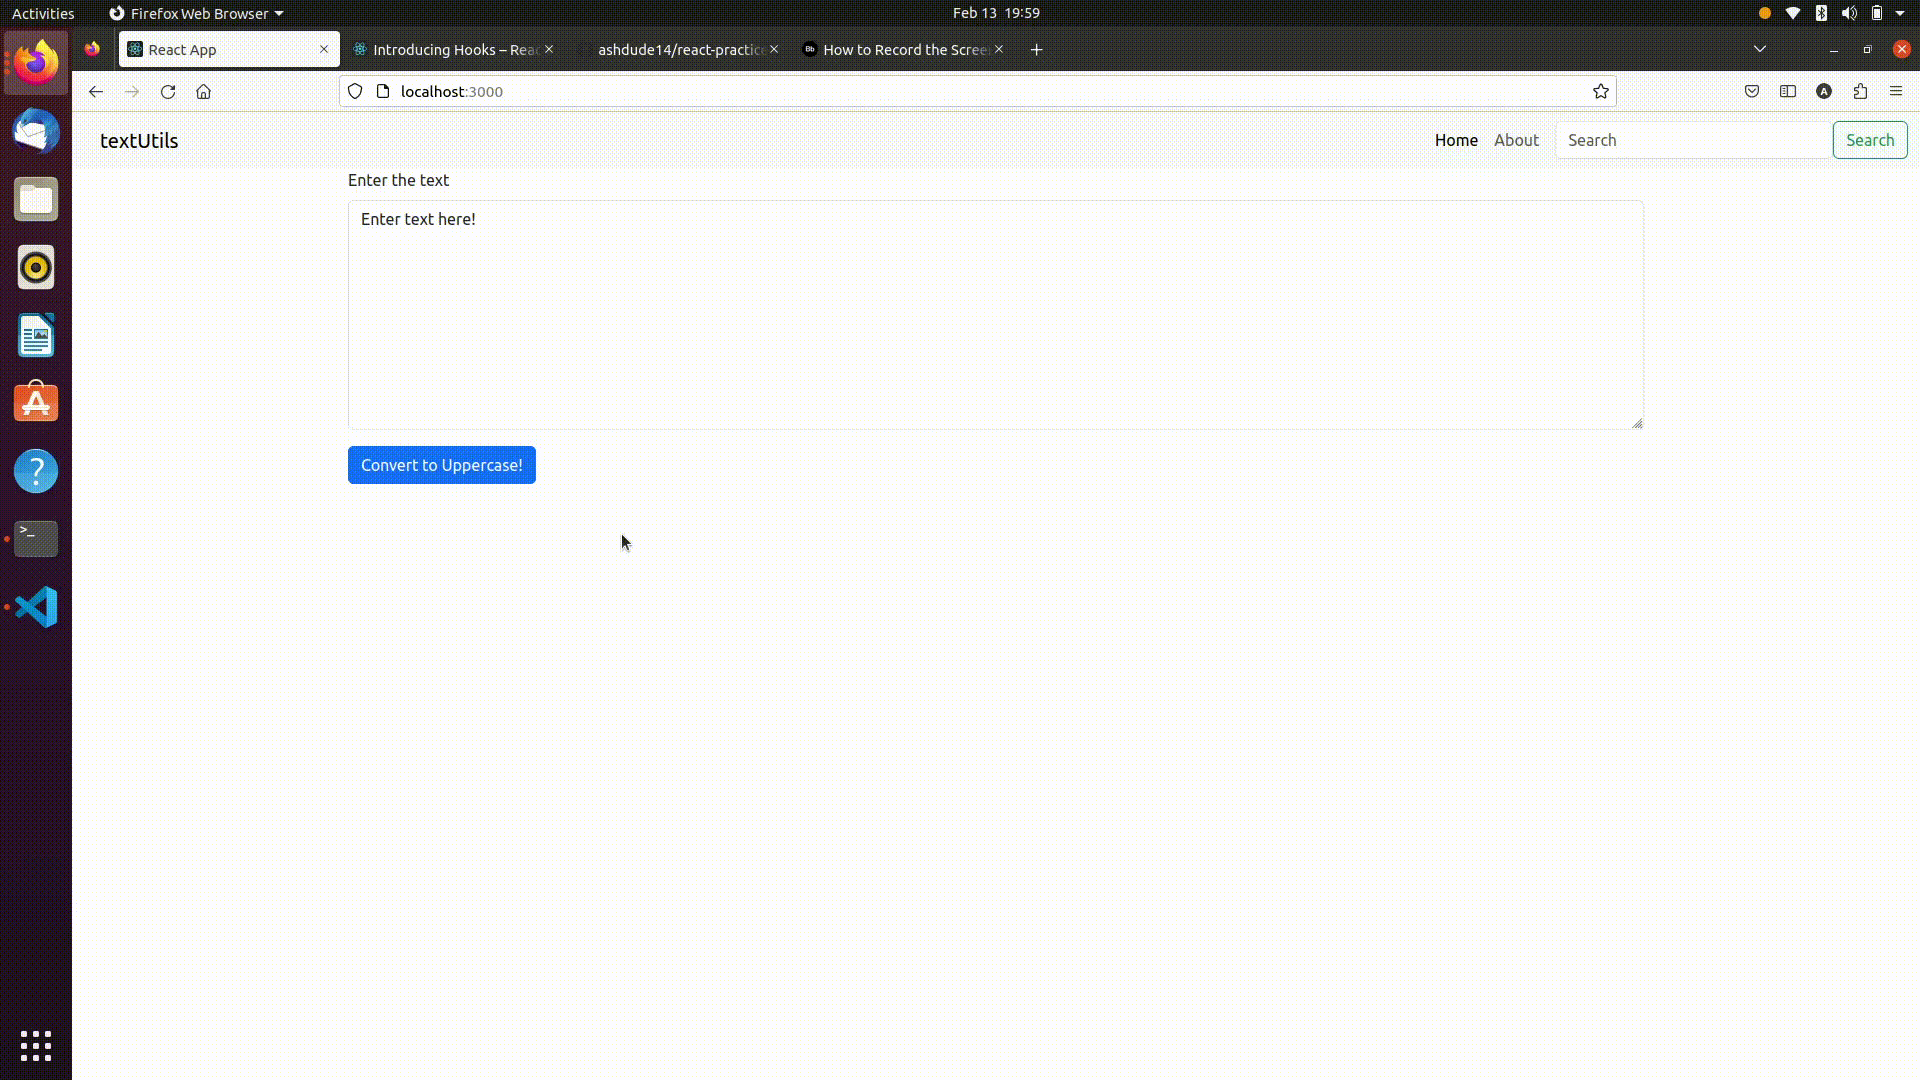 Activities
Firefox Web Browser
Feb 13 19:59
React App
Introducing Hooks – Reac
ashdude14/react-practice
How to Record the Scree
localhost:3000
textUtils
Home
About
Search
Search
Enter the text
Enter text here!
Convert to Uppercase!